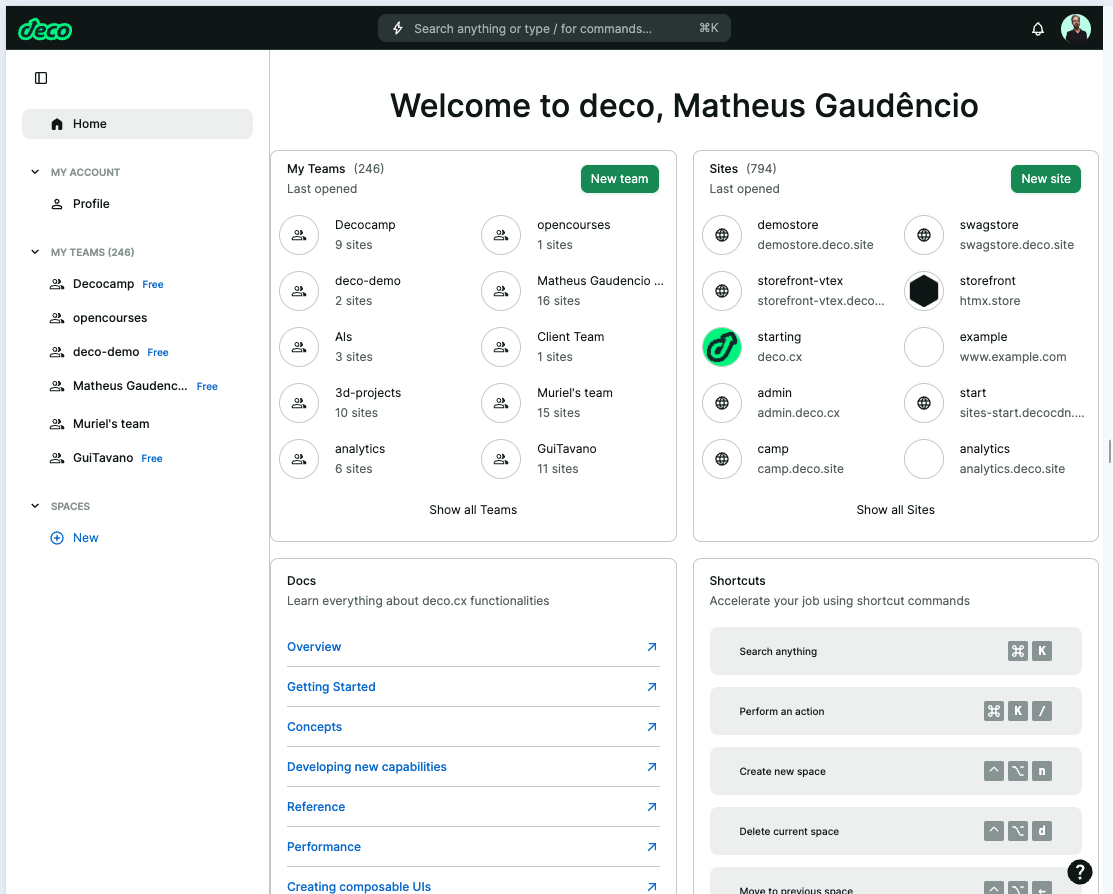 deco
Search anything or type / for commands... ⌘K
Home
MY ACCOUNT
Profile
MY TEAMS (246)
Decocamp Free
opencourses
deco-demo Free
Matheus Gaudenc... Free
Muriel's team
GuiTavano Free
SPACES
New
Welcome to deco, Matheus Gaudêncio
My Teams (246)
Last opened
New team
Decocamp
9 sites
opencourses
1 sites
deco-demo
2 sites
Matheus Gaudencio ...
16 sites
AIs
3 sites
Client Team
1 sites
3d-projects
10 sites
Muriel's team
15 sites
analytics
6 sites
GuiTavano
11 sites
Show all Teams
Sites (794)
Last opened
New site
demostore
demostore.deco.site
swagstore
swagstore.deco.site
storefront-vtex
storefront-vtex.deco...
storefront
htmx.store
starting
deco.cx
example
www.example.com
admin
admin.deco.cx
start
sites-start.decocdn....
camp
camp.deco.site
analytics
analytics.deco.site
Show all Sites
Docs
Learn everything about deco.cx functionalities
Overview
Getting Started
Concepts
Developing new capabilities
Reference
Performance
Creating composable UIs
Shortcuts
Accelerate your job using shortcut commands
Search anything ⌘ K
Perform an action ⌘ K /
Create new space ^ ⌥ n
Delete current space ^ ⌥ d
Move to previous space ^ ⌥ ←
?